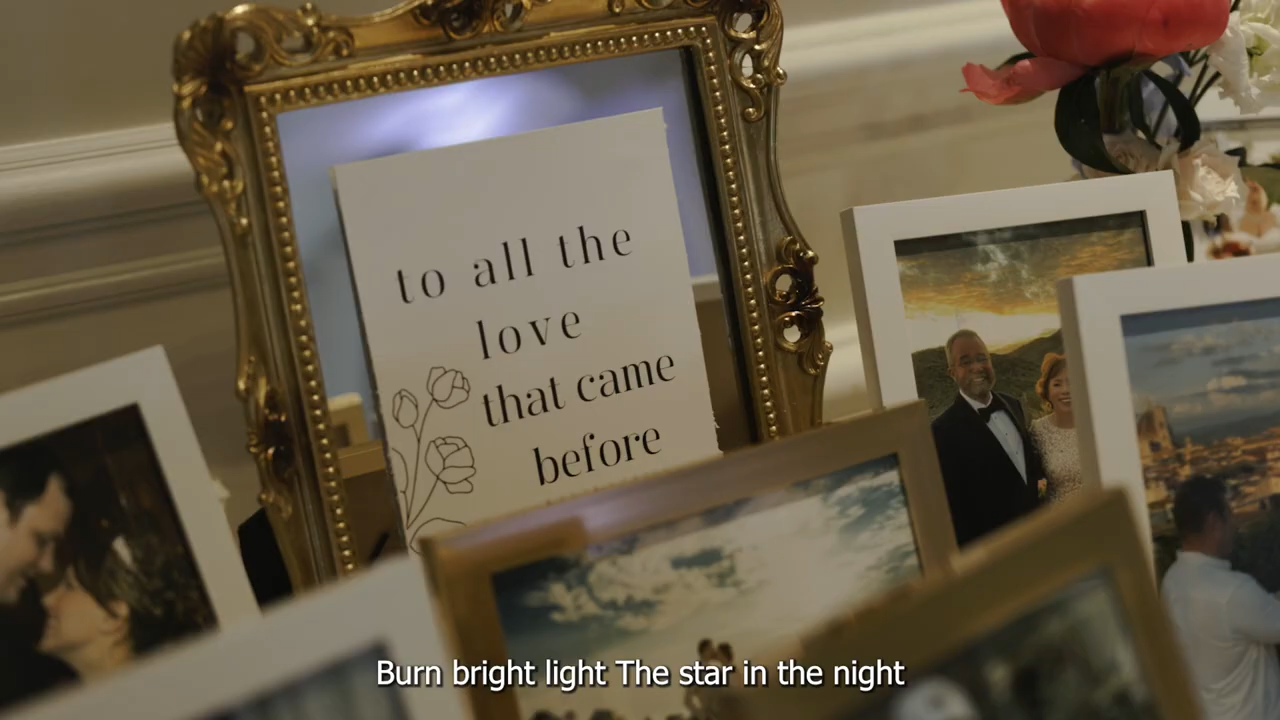 to all the
love
that came
before
Burn bright light The star in the night